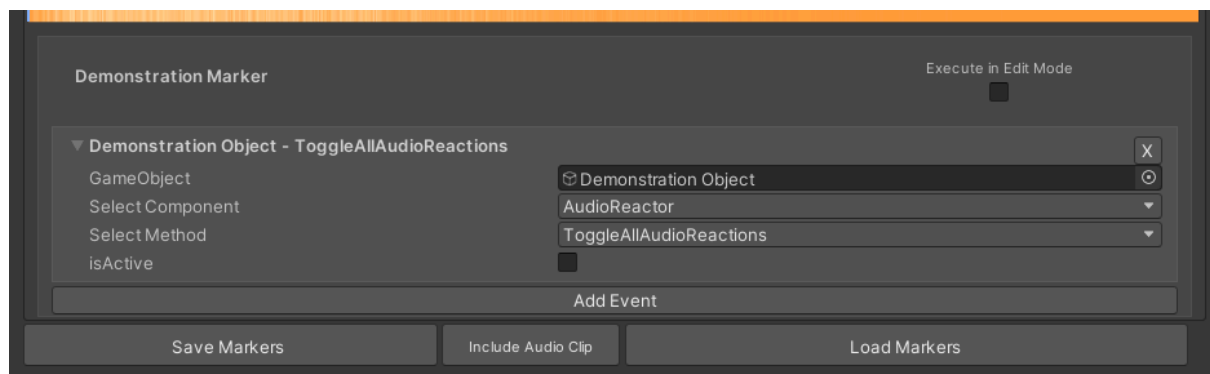 Demonstration Marker
Execute in Edit Mode
Demonstration Object - ToggleAllAudioReactions
X
GameObject
Demonstration Object
Select Component
AudioReactor
Select Method
ToggleAllAudioReactions
isActive
Add Event
Save Markers
Include Audio Clip
Load Markers